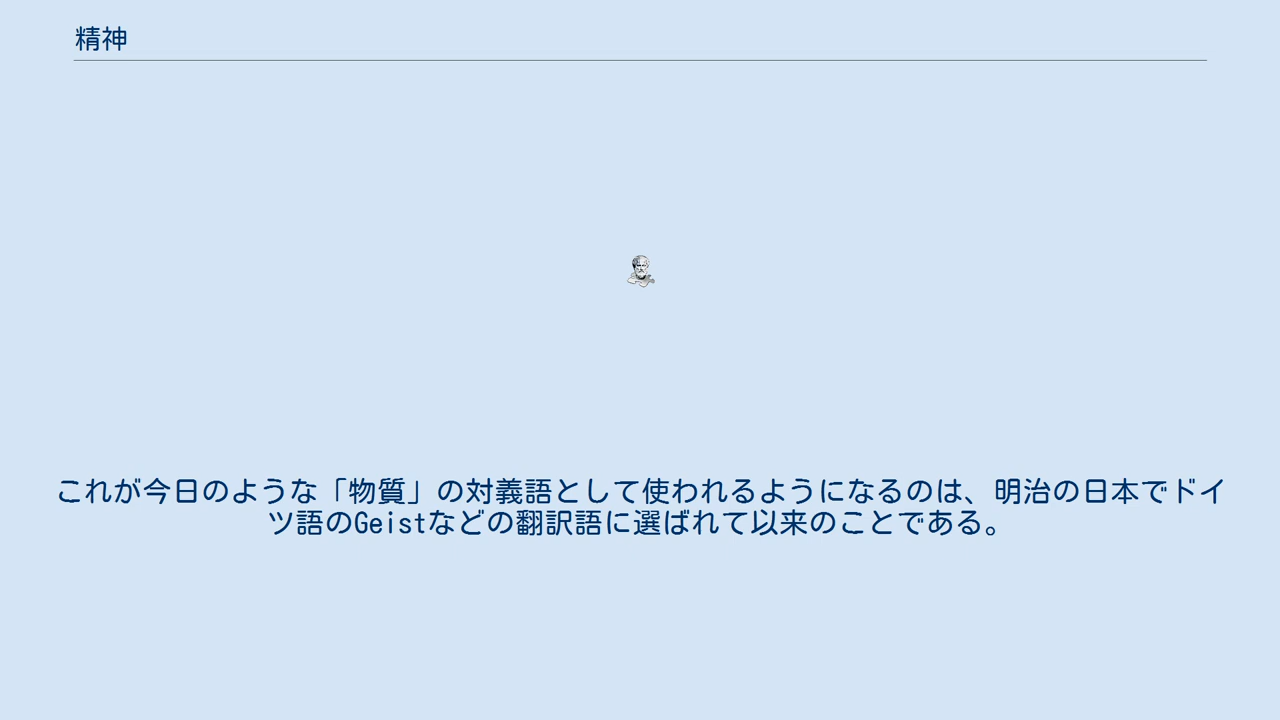 精神
これが今日のような「物質」の対義語として使われるようになるのは、明治の日本でドイ
ツ語のGeistなどの翻訳語に選ばれて以来のことである。